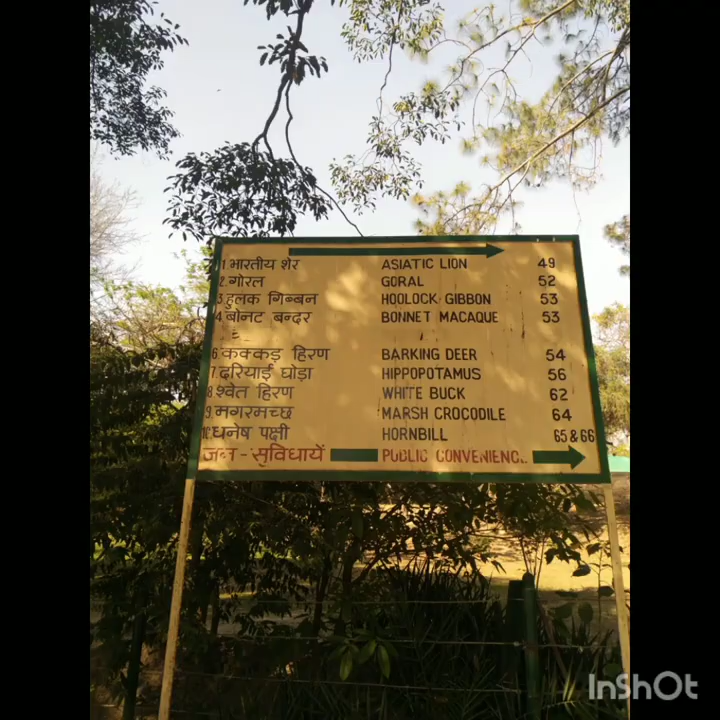 1. भारतीय शेर ASIATIC LION 49
2. गोरल GORAL 52
3. हुलक गिब्बन HOOLOCK GIBBON 53
4. बोनट बन्दर BONNET MACAQUE 53
6. कक्कड़ हिरण BARKING DEER 54
7. दरियाई घोड़ा HIPPOPOTAMUS 56
8. श्वेत हिरण WHITE BUCK 62
9. मगरमच्छ MARSH CROCODILE 64
10. धनेष पक्षी HORNBILL 65 & 66
जन-सुविधायें PUBLIC CONVENIENCE
InShOt